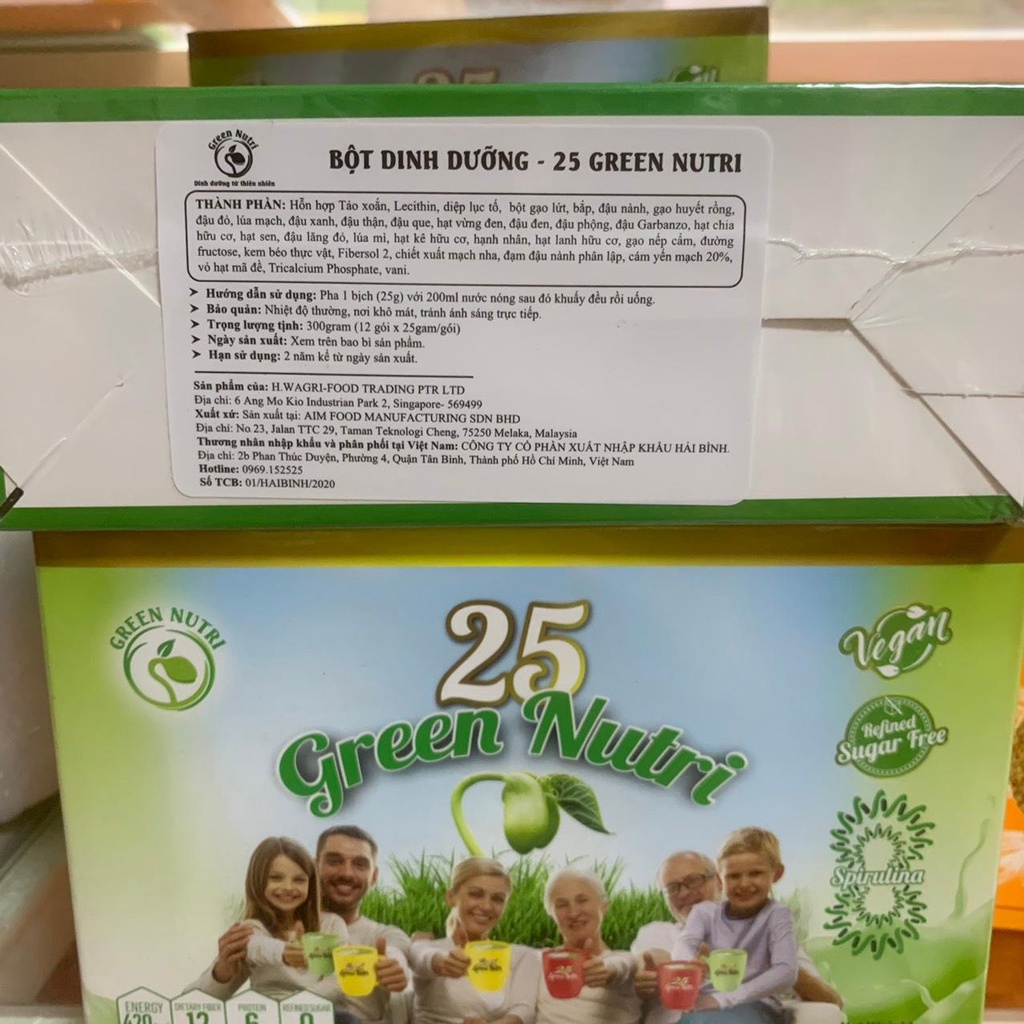 25
Green Nutri
Dinh dưỡng từ thiên nhiên
BỘT DINH DƯỠNG - 25 GREEN NUTRI
THÀNH PHẦN: Hỗn hợp Tảo xoắn, Lecithin, diệp lục tố, bột gạo lứt, bắp, đậu nành, gạo huyết rồng,
đậu đỏ, lúa mạch, đậu xanh, đậu thận, đậu que, hạt vừng đen, đậu đen, đậu phộng, đậu Garbanzo, hạt chia
hữu cơ, hạt sen, đậu lăng đỏ, lúa mì, hạt kê hữu cơ, hạnh nhân, hạt lanh hữu cơ, gạo nếp cẩm, đường
fructose, kem béo thực vật, Fibersol 2, chiết xuất mạch nha, đạm đậu nành phân lập, cám yến mạch 20%,
vỏ hạt mã đề, Tricalcium Phosphate, vani.
➤ Hướng dẫn sử dụng: Pha 1 bịch (25g) với 200ml nước nóng sau đó khuấy đều rồi uống.
➤ Bảo quản: Nhiệt độ thường, nơi khô mát, tránh ánh sáng trực tiếp.
➤ Trọng lượng tịnh: 300gram (12 gói x 25gam/gói)
➤ Ngày sản xuất: Xem trên bao bì sản phẩm.
➤ Hạn sử dụng: 2 năm kể từ ngày sản xuất.
Sản phẩm của: H.WAGRI-FOOD TRADING PTR LTD
Địa chỉ: 6 Ang Mo Kio Industrian Park 2, Singapore- 569499
Xuất xứ: Sản xuất tại: AIM FOOD MANUFACTURING SDN BHD
Địa chỉ: No 23, Jalan TTC 29, Taman Teknologi Cheng, 75250 Melaka, Malaysia
Thương nhân nhập khẩu và phân phối tại Việt Nam: CÔNG TY CỔ PHẦN XUẤT NHẬP KHẨU HẢI BÌNH.
Địa chỉ: 2b Phan Thúc Duyện, Phường 4, Quận Tân Bình, Thành phố Hồ Chí Minh, Việt Nam
Hotline: 0969.152525
Số TCB: 01/HAIBINH/2020
GREEN NUTRI
25
Green Nutri
Vegan
Refined
Sugar Free
Spirulina
ENERGY
420
DIETARY FIBER
12
PROTEIN
6
REFINED SUGAR
0